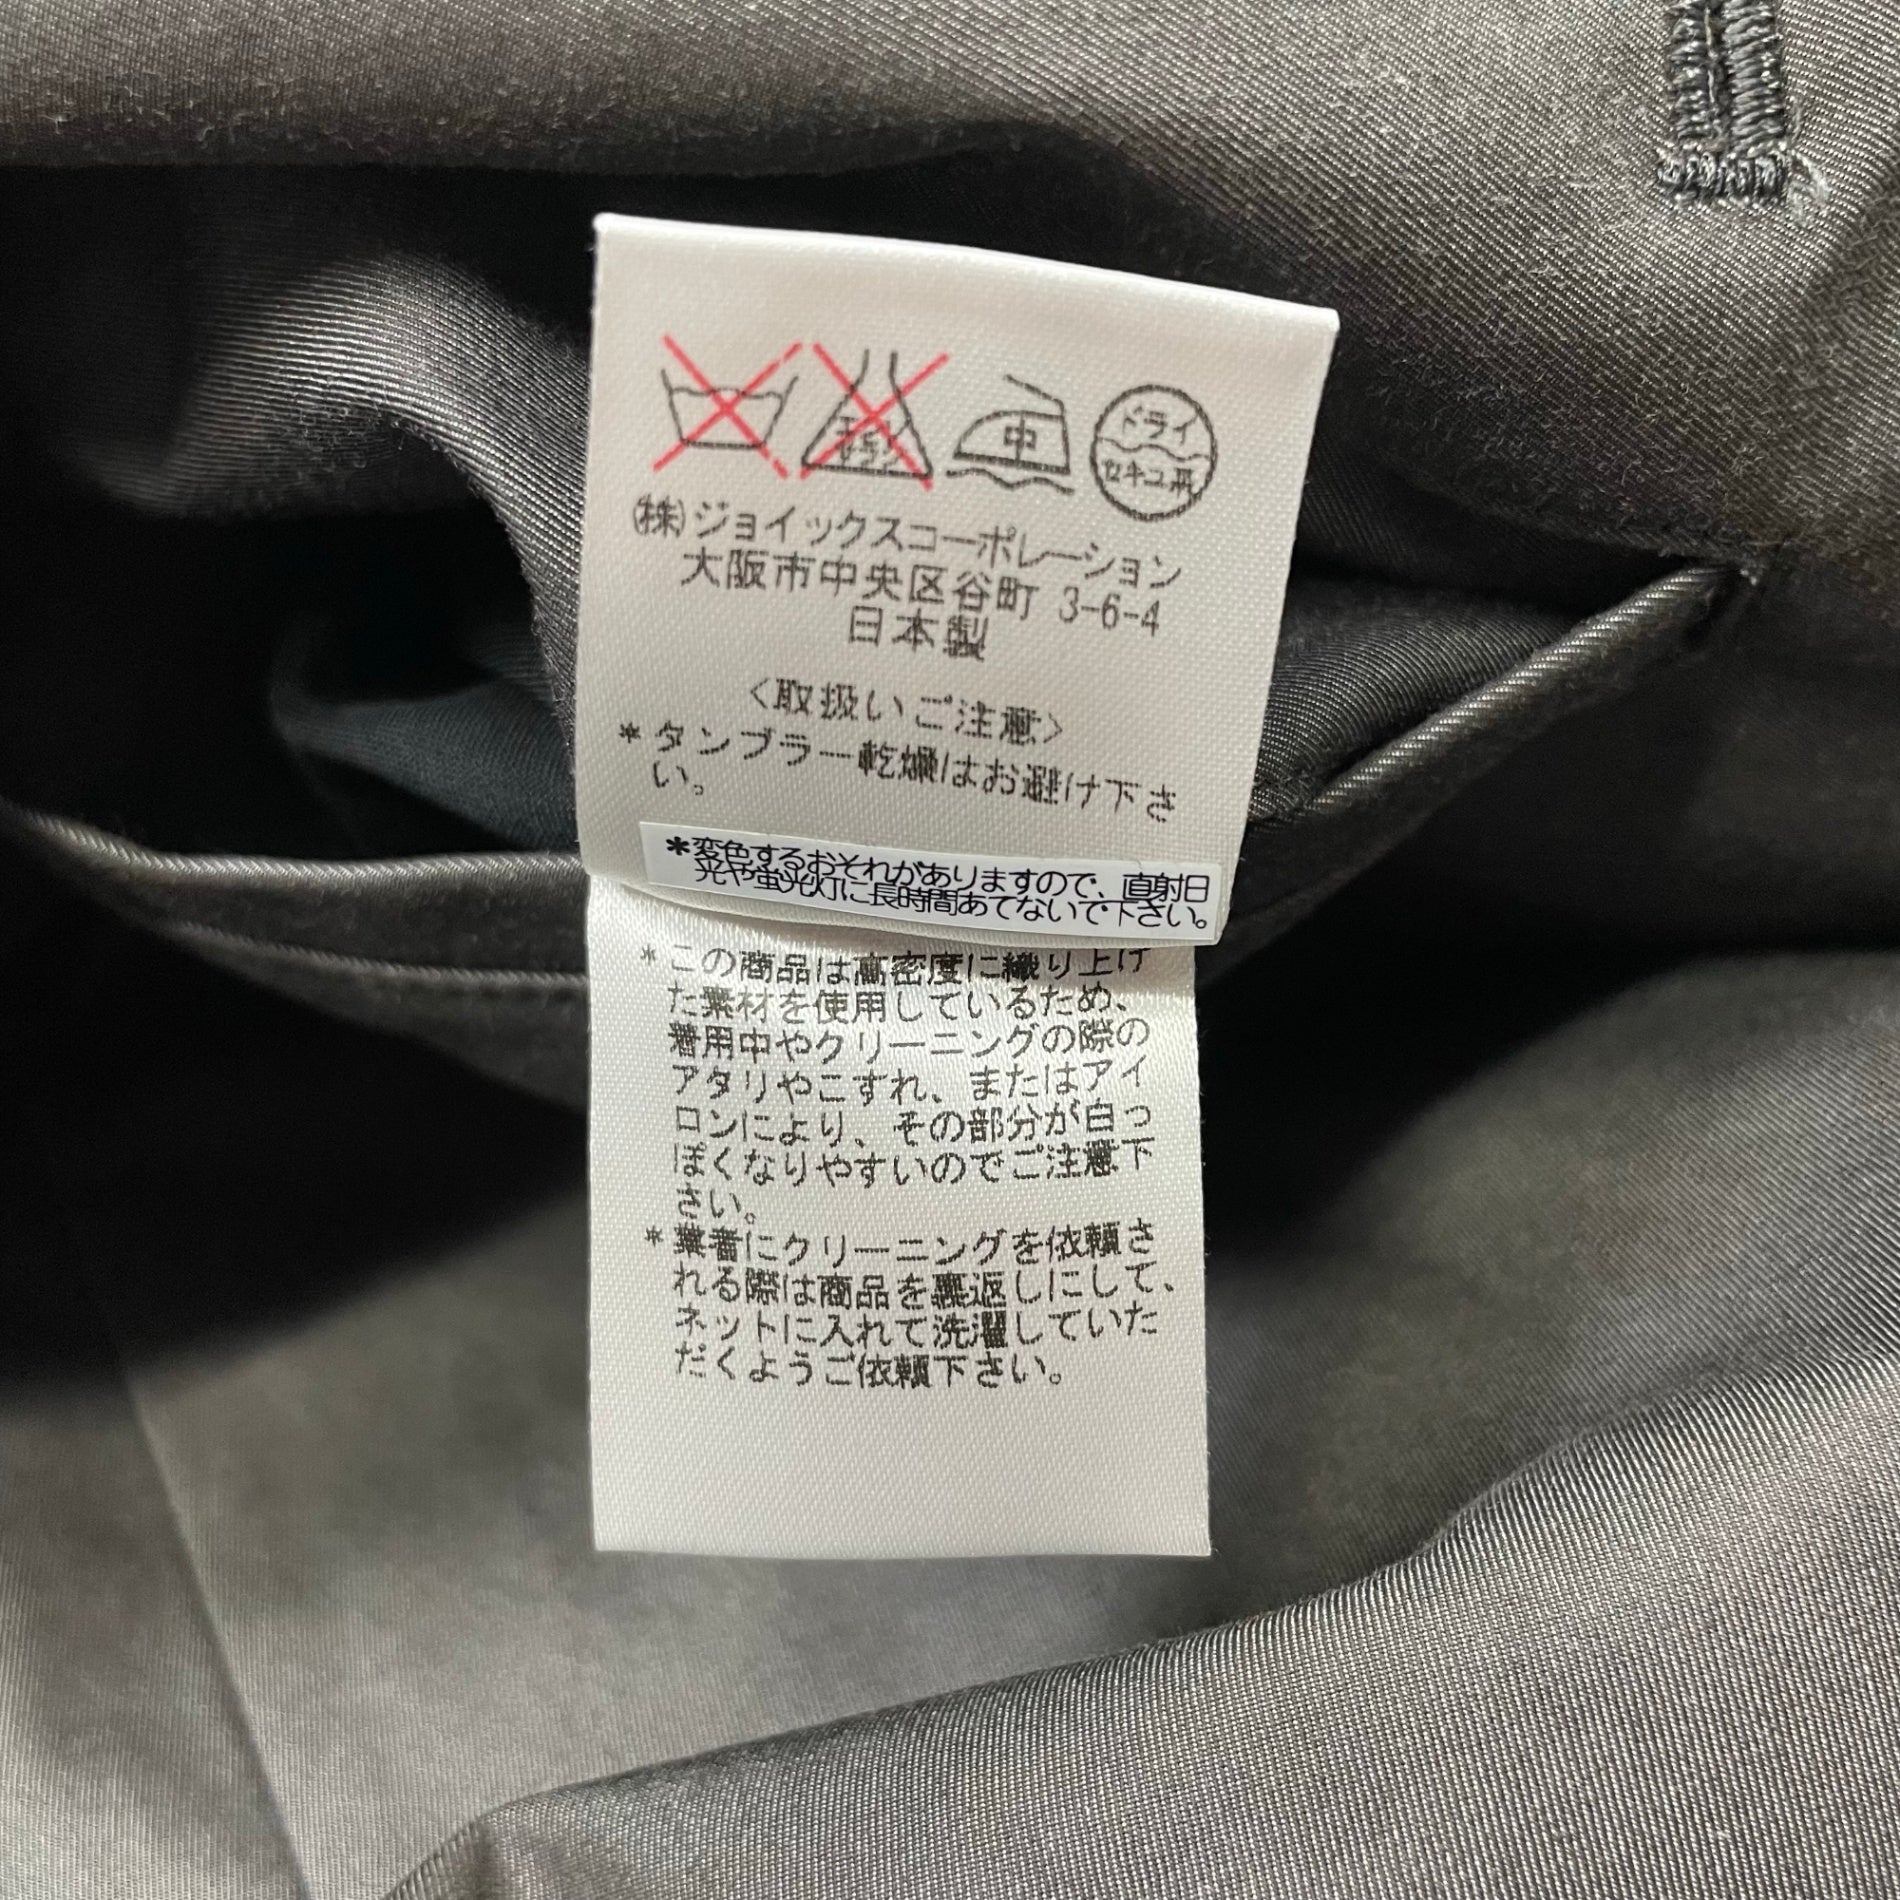 エンソサラシ
中
ドライ
セキユ系
㈱ジョイックスコーポレーション
大阪市中央区谷町 3-6-4
日本製
<取扱いご注意>
*タンブラー乾燥はお避け下さ
い。
*変色するおそれがありますので、直射日
光や蛍光灯に長時間あてないで下さい。
*この商品は高密度に織り上げ
た素材を使用しているため、
着用中やクリーニングの際の
アタリやこすれ、またはアイ
ロンにより、その部分が白っ
ぽくなりやすいのでご注意下
さい。
*業者にクリーニングを依頼さ
れる際は商品を裏返しにして、
ネットに入れて洗濯していた
だくようご依頼下さい。